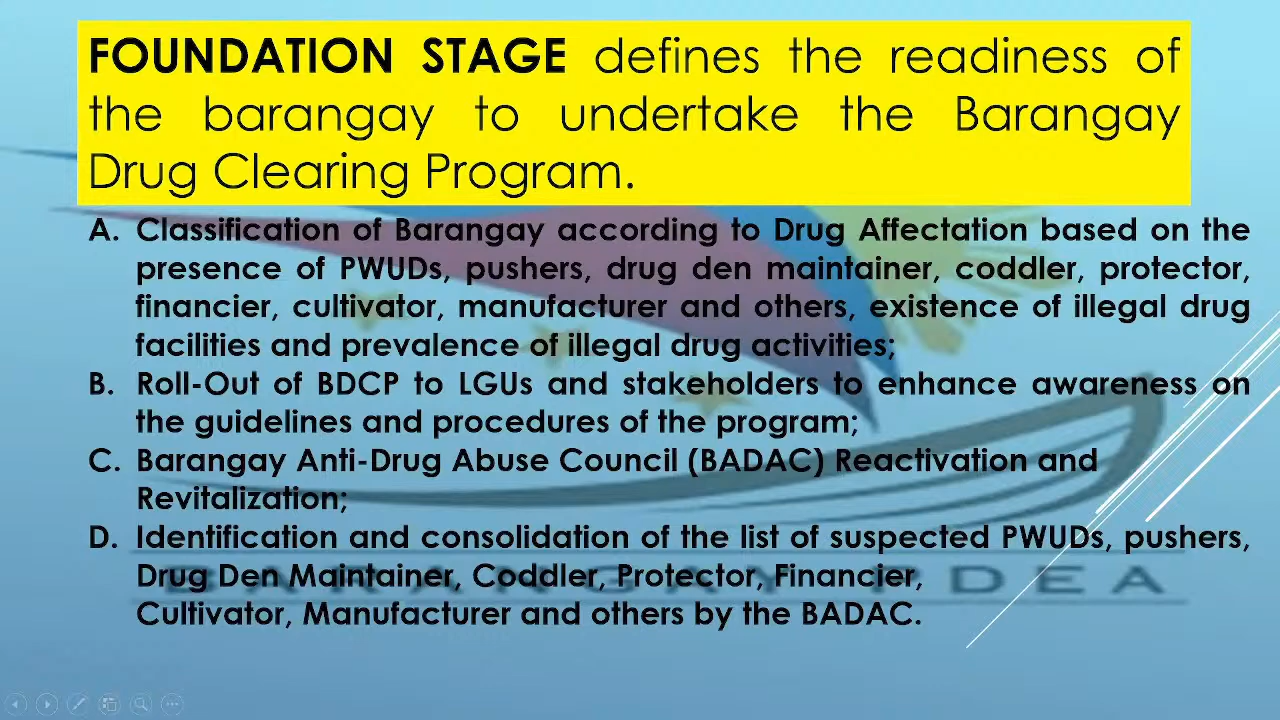 FOUNDATION STAGE defines the readiness of
the barangay to undertake the Barangay
Drug Clearing Program.
A. Classification of Barangay according to Drug Affectation based on the
presence of PWUDs, pushers, drug den maintainer, coddler, protector,
financier, cultivator, manufacturer and others, existence of illegal drug
facilities and prevalence of illegal drug activities;
B. Roll-Out of BDCP to LGUs and stakeholders to enhance awareness on
the guidelines and procedures of the program;
C. Barangay Anti-Drug Abuse Council (BADAC) Reactivation and
Revitalization;
D. Identification and consolidation of the list of suspected PWUDs, pushers,
Drug Den Maintainer, Coddler, Protector, Financier,
Cultivator, Manufacturer and others by the BADAC.